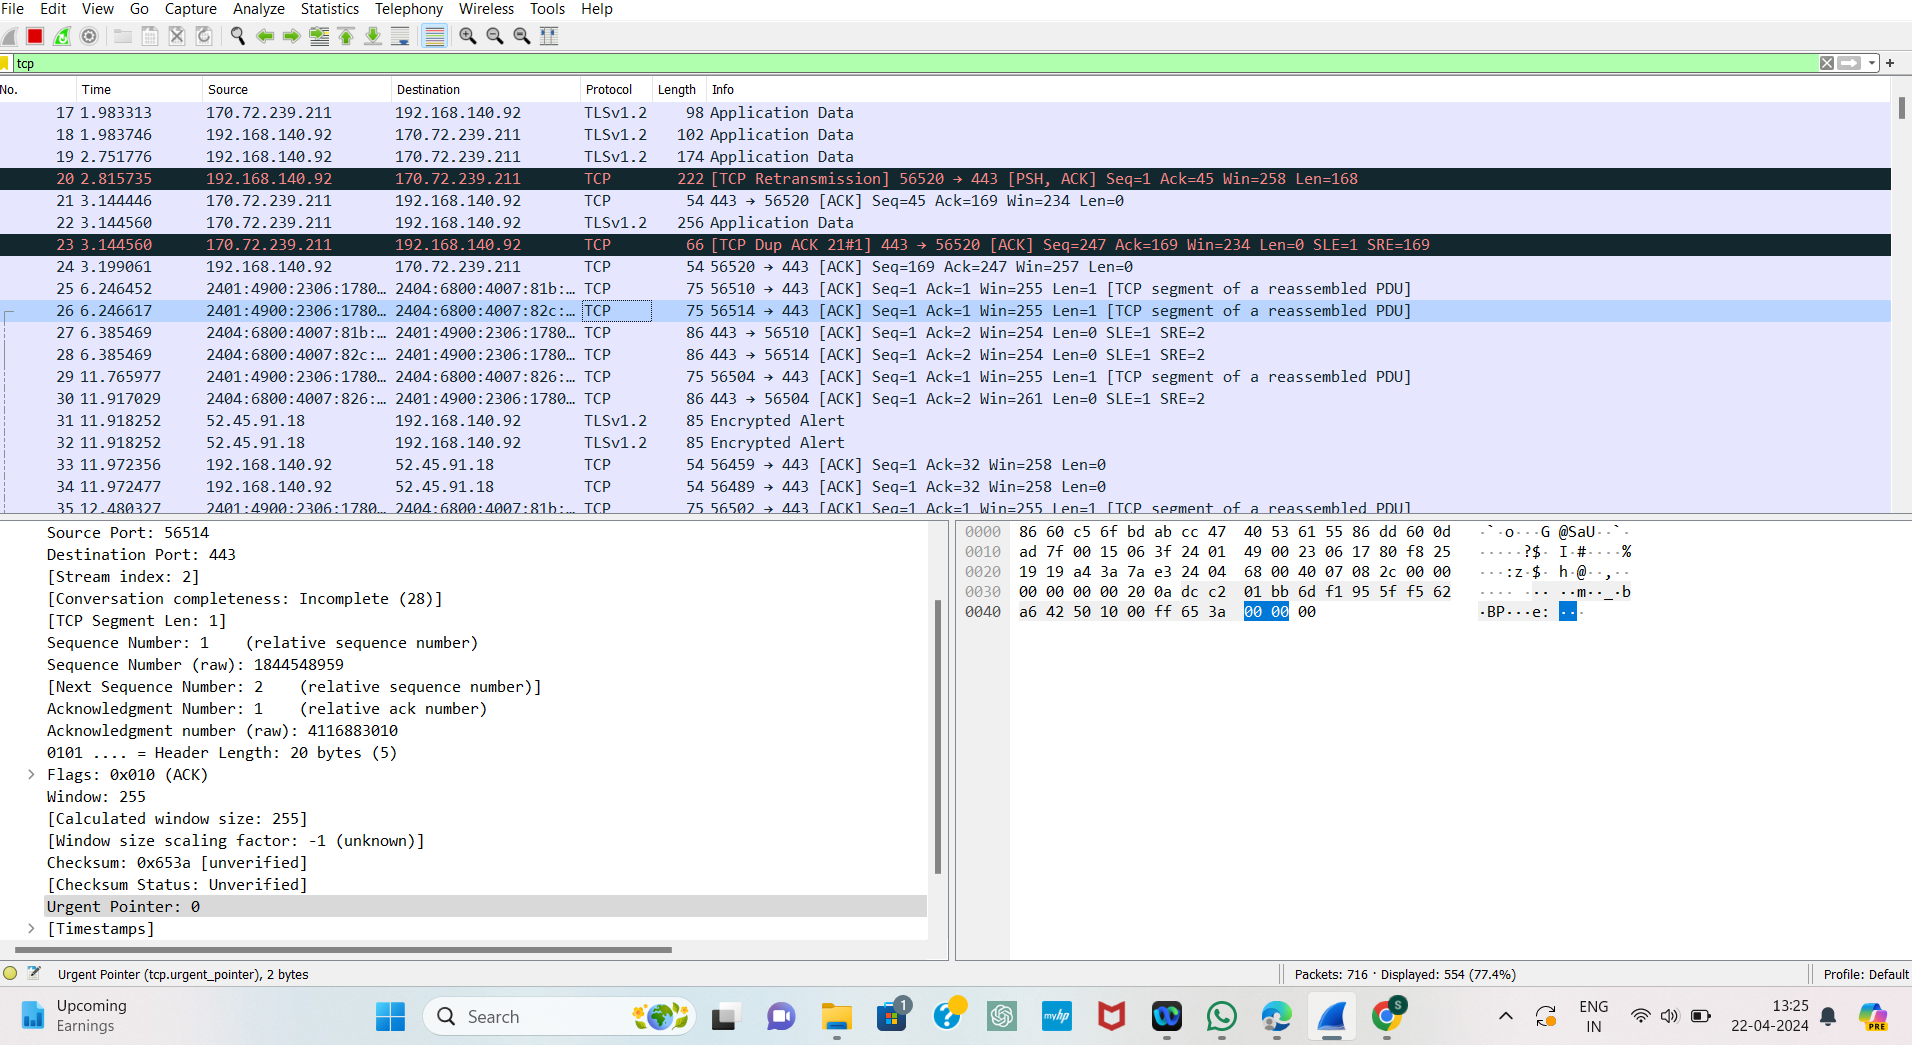 File Edit View Go Capture Analyze Statistics Telephony Wireless Tools Help
tcp
No. Time Source Destination Protocol Length Info
17 1.983313 170.72.239.211 192.168.140.92 TLSv1.2 98 Application Data
18 1.983746 192.168.140.92 170.72.239.211 TLSv1.2 102 Application Data
19 2.751776 192.168.140.92 170.72.239.211 TLSv1.2 174 Application Data
20 2.815735 192.168.140.92 170.72.239.211 TCP 222 [TCP Retransmission] 56520 → 443 [PSH, ACK] Seq=1 Ack=45 Win=258 Len=168
21 3.144446 170.72.239.211 192.168.140.92 TCP 54 443 → 56520 [ACK] Seq=45 Ack=169 Win=234 Len=0
22 3.144560 170.72.239.211 192.168.140.92 TLSv1.2 256 Application Data
23 3.144560 170.72.239.211 192.168.140.92 TCP 66 [TCP Dup ACK 21#1] 443 → 56520 [ACK] Seq=247 Ack=169 Win=234 Len=0 SLE=1 SRE=169
24 3.199061 192.168.140.92 170.72.239.211 TCP 54 56520 → 443 [ACK] Seq=169 Ack=247 Win=257 Len=0
25 6.246452 2401:4900:2306:1780… 2404:6800:4007:81b:… TCP 75 56510 → 443 [ACK] Seq=1 Ack=1 Win=255 Len=1 [TCP segment of a reassembled PDU]
26 6.246617 2401:4900:2306:1780… 2404:6800:4007:82c:… TCP 75 56514 → 443 [ACK] Seq=1 Ack=1 Win=255 Len=1 [TCP segment of a reassembled PDU]
27 6.385469 2404:6800:4007:81b:… 2401:4900:2306:1780… TCP 86 443 → 56510 [ACK] Seq=1 Ack=2 Win=254 Len=0 SLE=1 SRE=2
28 6.385469 2404:6800:4007:82c:… 2401:4900:2306:1780… TCP 86 443 → 56514 [ACK] Seq=1 Ack=2 Win=254 Len=0 SLE=1 SRE=2
29 11.765977 2401:4900:2306:1780… 2404:6800:4007:826:… TCP 75 56504 → 443 [ACK] Seq=1 Ack=1 Win=255 Len=1 [TCP segment of a reassembled PDU]
30 11.917029 2404:6800:4007:826:… 2401:4900:2306:1780… TCP 86 443 → 56504 [ACK] Seq=1 Ack=2 Win=261 Len=0 SLE=1 SRE=2
31 11.918252 52.45.91.18 192.168.140.92 TLSv1.2 85 Encrypted Alert
32 11.918252 52.45.91.18 192.168.140.92 TLSv1.2 85 Encrypted Alert
33 11.972356 192.168.140.92 52.45.91.18 TCP 54 56459 → 443 [ACK] Seq=1 Ack=32 Win=258 Len=0
34 11.972477 192.168.140.92 52.45.91.18 TCP 54 56489 → 443 [ACK] Seq=1 Ack=32 Win=258 Len=0
35 12.480327 2401:4900:2306:1780… 2404:6800:4007:81b:… TCP 75 56502 → 443 [ACK] Seq=1 Ack=1 Win=255 Len=1 [TCP segment of a reassembled PDU]
Source Port: 56514
Destination Port: 443
[Stream index: 2]
[Conversation completeness: Incomplete (28)]
[TCP Segment Len: 1]
Sequence Number: 1 (relative sequence number)
Sequence Number (raw): 1844548959
[Next Sequence Number: 2 (relative sequence number)]
Acknowledgment Number: 1 (relative ack number)
Acknowledgment number (raw): 4116883010
0101 .... = Header Length: 20 bytes (5)
Flags: 0x010 (ACK)
Window: 255
[Calculated window size: 255]
[Window size scaling factor: -1 (unknown)]
Checksum: 0x653a [unverified]
[Checksum Status: Unverified]
Urgent Pointer: 0
[Timestamps]
0000 86 60 c5 6f bd ab cc 47 40 53 61 55 86 dd 60 0d ·`·o···G @SaU··`·
0010 ad 7f 00 15 06 3f 24 01 49 00 23 06 17 80 f8 25 ·····?$· I·#····%
0020 19 19 a4 3a 7a e3 24 04 68 00 40 07 08 2c 00 00 ···:z·$· h·@··,··
0030 00 00 00 00 20 0a dc c2 01 bb 6d f1 95 5f f5 62 ···· ··· ··m··_·b
0040 a6 42 50 10 00 ff 65 3a 00 00 00 ·BP···e: ···
Urgent Pointer (tcp.urgent_pointer), 2 bytes
Packets: 716 · Displayed: 554 (77.4%)
Profile: Default
Upcoming
Earnings
Search
1
myhp
S
ENG
IN
13:25
22-04-2024
PRE